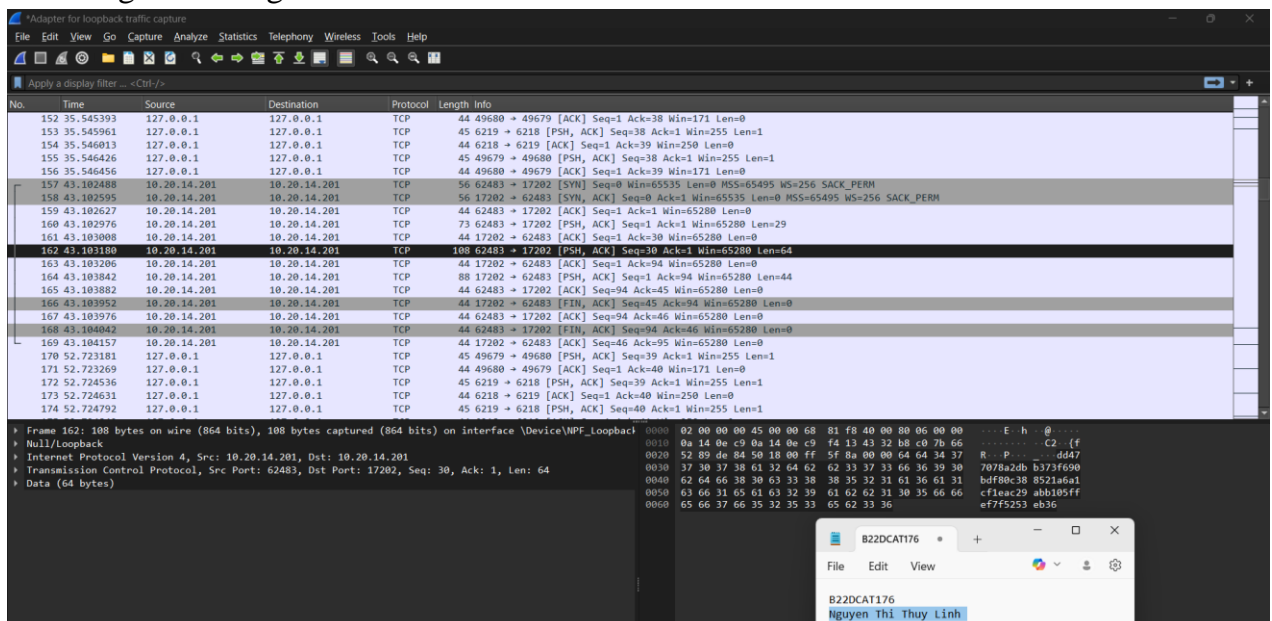 *Adapter for loopback traffic capture
File Edit View Go Capture Analyze Statistics Telephony Wireless Tools Help
Apply a display filter ... <Ctrl-/>
No. Time Source Destination Protocol Length Info
152 35.545393 127.0.0.1 127.0.0.1 TCP 44 49680 → 49679 [ACK] Seq=1 Ack=38 Win=171 Len=0
153 35.545961 127.0.0.1 127.0.0.1 TCP 45 6219 → 6218 [PSH, ACK] Seq=38 Ack=1 Win=255 Len=1
154 35.546013 127.0.0.1 127.0.0.1 TCP 44 6218 → 6219 [ACK] Seq=1 Ack=39 Win=250 Len=0
155 35.546426 127.0.0.1 127.0.0.1 TCP 45 49679 → 49680 [PSH, ACK] Seq=38 Ack=1 Win=255 Len=1
156 35.546456 127.0.0.1 127.0.0.1 TCP 44 49680 → 49679 [ACK] Seq=1 Ack=39 Win=171 Len=0
157 43.102488 10.20.14.201 10.20.14.201 TCP 56 62483 → 17202 [SYN] Seq=0 Win=65535 Len=0 MSS=65495 WS=256 SACK_PERM
158 43.102595 10.20.14.201 10.20.14.201 TCP 56 17202 → 62483 [SYN, ACK] Seq=0 Ack=1 Win=65535 Len=0 MSS=65495 WS=256 SACK_PERM
159 43.102627 10.20.14.201 10.20.14.201 TCP 44 62483 → 17202 [ACK] Seq=1 Ack=1 Win=65280 Len=0
160 43.102976 10.20.14.201 10.20.14.201 TCP 73 62483 → 17202 [PSH, ACK] Seq=1 Ack=1 Win=65280 Len=29
161 43.103008 10.20.14.201 10.20.14.201 TCP 44 17202 → 62483 [ACK] Seq=1 Ack=30 Win=65280 Len=0
162 43.103180 10.20.14.201 10.20.14.201 TCP 108 62483 → 17202 [PSH, ACK] Seq=30 Ack=1 Win=65280 Len=64
163 43.103206 10.20.14.201 10.20.14.201 TCP 44 17202 → 62483 [ACK] Seq=1 Ack=94 Win=65280 Len=0
164 43.103842 10.20.14.201 10.20.14.201 TCP 88 17202 → 62483 [PSH, ACK] Seq=1 Ack=94 Win=65280 Len=44
165 43.103882 10.20.14.201 10.20.14.201 TCP 44 62483 → 17202 [ACK] Seq=94 Ack=45 Win=65280 Len=0
166 43.103952 10.20.14.201 10.20.14.201 TCP 44 17202 → 62483 [FIN, ACK] Seq=45 Ack=94 Win=65280 Len=0
167 43.103976 10.20.14.201 10.20.14.201 TCP 44 62483 → 17202 [ACK] Seq=94 Ack=46 Win=65280 Len=0
168 43.104042 10.20.14.201 10.20.14.201 TCP 44 62483 → 17202 [FIN, ACK] Seq=94 Ack=46 Win=65280 Len=0
169 43.104157 10.20.14.201 10.20.14.201 TCP 44 17202 → 62483 [ACK] Seq=46 Ack=95 Win=65280 Len=0
170 52.723181 127.0.0.1 127.0.0.1 TCP 45 49679 → 49680 [PSH, ACK] Seq=39 Ack=1 Win=255 Len=1
171 52.723269 127.0.0.1 127.0.0.1 TCP 44 49680 → 49679 [ACK] Seq=1 Ack=40 Win=171 Len=0
172 52.724536 127.0.0.1 127.0.0.1 TCP 45 6219 → 6218 [PSH, ACK] Seq=39 Ack=1 Win=255 Len=1
173 52.724631 127.0.0.1 127.0.0.1 TCP 44 6218 → 6219 [ACK] Seq=1 Ack=40 Win=250 Len=0
174 52.724792 127.0.0.1 127.0.0.1 TCP 45 6219 → 6218 [PSH, ACK] Seq=40 Ack=1 Win=255 Len=1
Frame 162: 108 bytes on wire (864 bits), 108 bytes captured (864 bits) on interface \Device\NPF_Loopback
Null/Loopback
Internet Protocol Version 4, Src: 10.20.14.201, Dst: 10.20.14.201
Transmission Control Protocol, Src Port: 62483, Dst Port: 17202, Seq: 30, Ack: 1, Len: 64
Data (64 bytes)
0000 02 00 00 00 45 00 00 68 81 f8 40 00 80 06 00 00 ····E··h ··@·····
0010 0a 14 0e c9 0a 14 0e c9 f4 13 43 32 b8 c0 7b 66 ········ ··C2··{f
0020 52 89 de 84 50 18 00 ff 5f 8a 00 00 64 64 34 37 R···P··· _···dd47
0030 37 30 37 38 61 32 64 62 62 33 37 33 66 36 39 30 7078a2db b373f690
0040 62 64 66 38 30 63 33 38 38 35 32 31 61 36 61 31 bdf80c38 8521a6a1
0050 63 66 31 65 61 63 32 39 61 62 62 31 30 35 66 66 cf1eac29 abb105ff
0060 65 66 37 66 35 32 35 33 65 62 33 36 ef7f5253 eb36
B22DCAT176
File Edit View
B22DCAT176
Nguyen Thi Thuy Linh